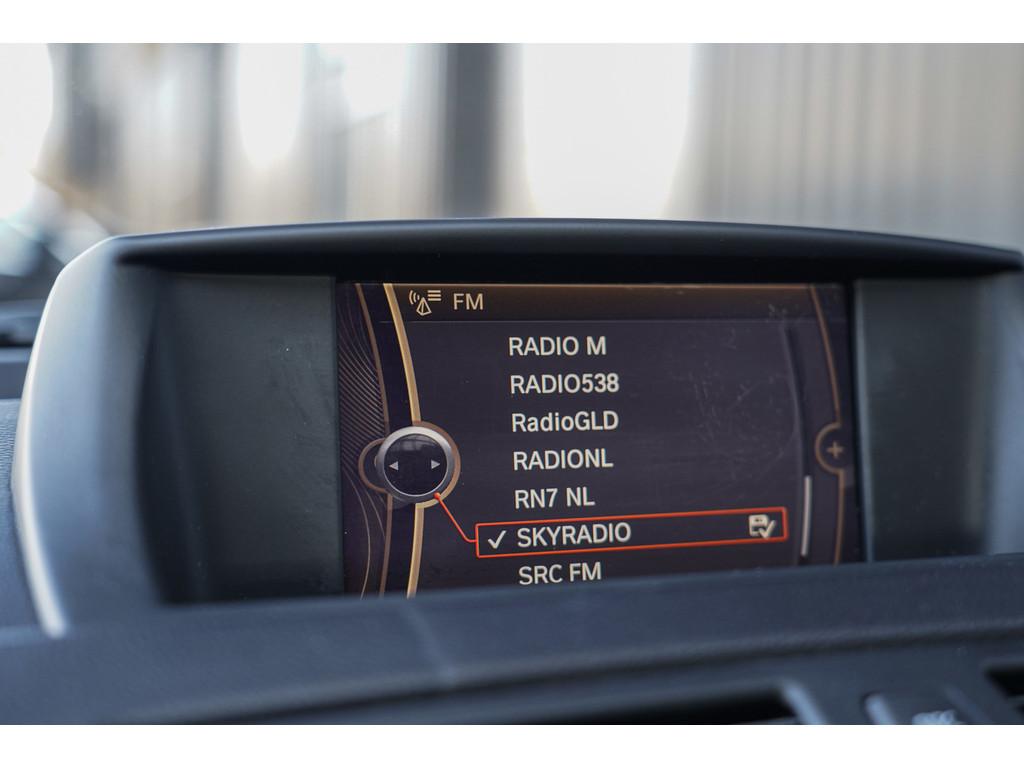 FM
RADIO M
RADIO538
RadioGLD
RADIONL
RN7 NL
SKYRADIO
SRC FM